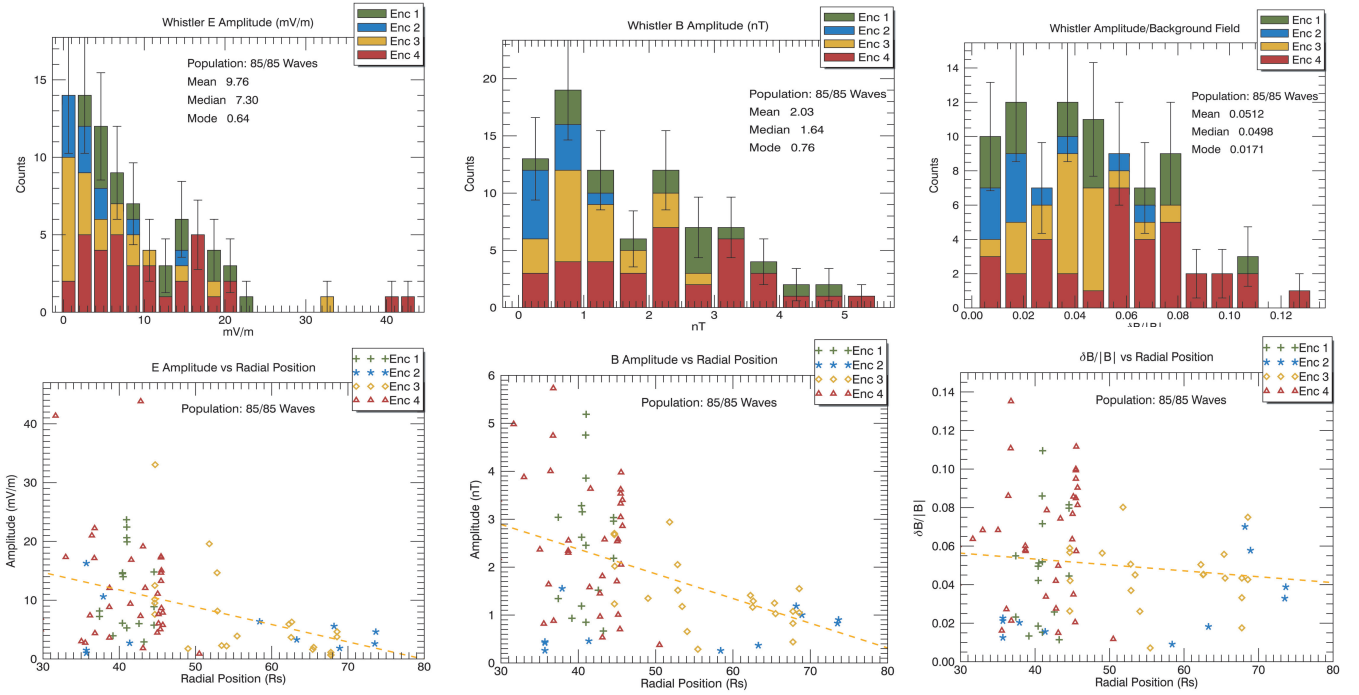 Whistler E Amplitude (mV/m)
Enc 1
Enc 2
Enc 3
Enc 4
Population: 85/85 Waves
Mean 9.76
Median 7.30
Mode 0.64
Counts
15
10
5
0
0 10 20 30 40
mV/m
Whistler B Amplitude (nT)
Enc 1
Enc 2
Enc 3
Enc 4
Population: 85/85 Waves
Mean 2.03
Median 1.64
Mode 0.76
Counts
20
15
10
5
0
0 1 2 3 4 5
nT
Whistler Amplitude/Background Field
Enc 1
Enc 2
Enc 3
Enc 4
Population: 85/85 Waves
Mean 0.0512
Median 0.0498
Mode 0.0171
Counts
14
12
10
8
6
4
2
0
0.00 0.02 0.04 0.06 0.08 0.10 0.12
δB/|B|
E Amplitude vs Radial Position
Enc 1
Enc 2
Enc 3
Enc 4
Population: 85/85 Waves
Amplitude (mV/m)
40
30
20
10
0
30 40 50 60 70 80
Radial Position (Rs)
B Amplitude vs Radial Position
Enc 1
Enc 2
Enc 3
Enc 4
Population: 85/85 Waves
Amplitude (nT)
6
5
4
3
2
1
0
30 40 50 60 70 80
Radial Position (Rs)
δB/|B| vs Radial Position
Enc 1
Enc 2
Enc 3
Enc 4
Population: 85/85 Waves
δB/|B|
0.14
0.12
0.10
0.08
0.06
0.04
0.02
0.00
30 40 50 60 70 80
Radial Position (Rs)